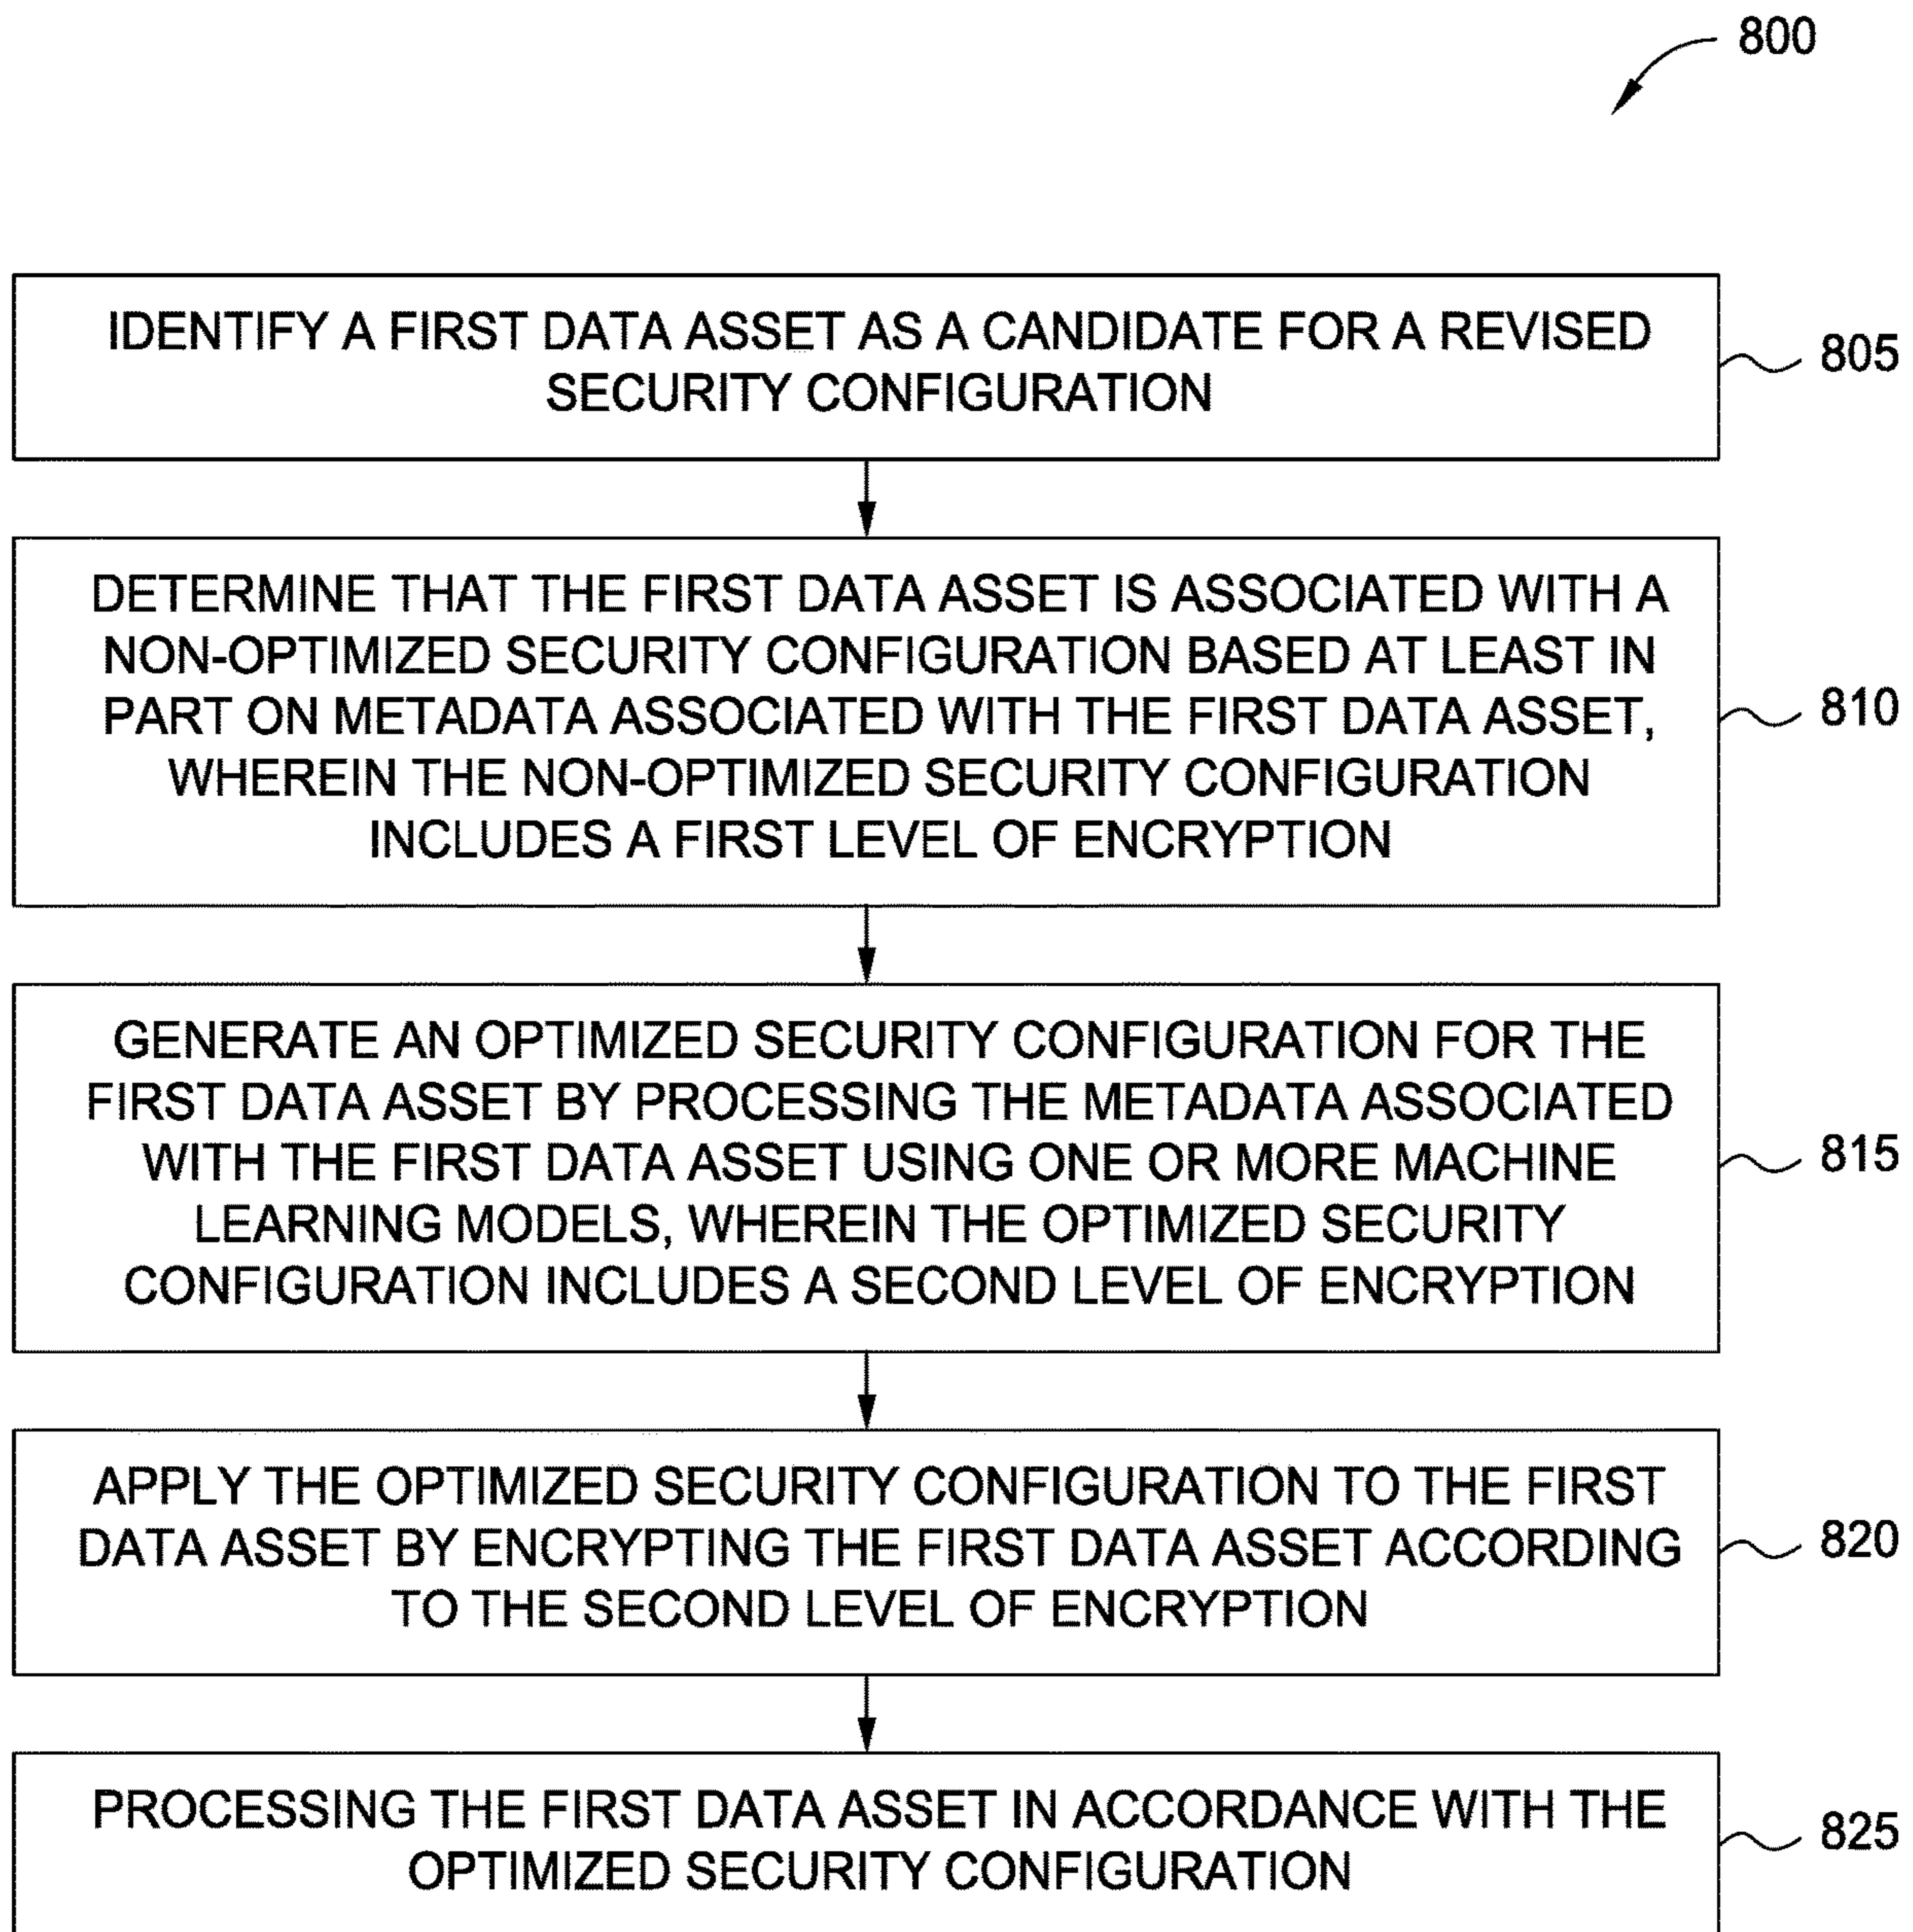 800
IDENTIFY A FIRST DATA ASSET AS A CANDIDATE FOR A REVISED
SECURITY CONFIGURATION
805
DETERMINE THAT THE FIRST DATA ASSET IS ASSOCIATED WITH A
NON-OPTIMIZED SECURITY CONFIGURATION BASED AT LEAST IN
PART ON METADATA ASSOCIATED WITH THE FIRST DATA ASSET,
WHEREIN THE NON-OPTIMIZED SECURITY CONFIGURATION
INCLUDES A FIRST LEVEL OF ENCRYPTION
810
GENERATE AN OPTIMIZED SECURITY CONFIGURATION FOR THE
FIRST DATA ASSET BY PROCESSING THE METADATA ASSOCIATED
WITH THE FIRST DATA ASSET USING ONE OR MORE MACHINE
LEARNING MODELS, WHEREIN THE OPTIMIZED SECURITY
CONFIGURATION INCLUDES A SECOND LEVEL OF ENCRYPTION
815
APPLY THE OPTIMIZED SECURITY CONFIGURATION TO THE FIRST
DATA ASSET BY ENCRYPTING THE FIRST DATA ASSET ACCORDING
TO THE SECOND LEVEL OF ENCRYPTION
820
PROCESSING THE FIRST DATA ASSET IN ACCORDANCE WITH THE
OPTIMIZED SECURITY CONFIGURATION
825